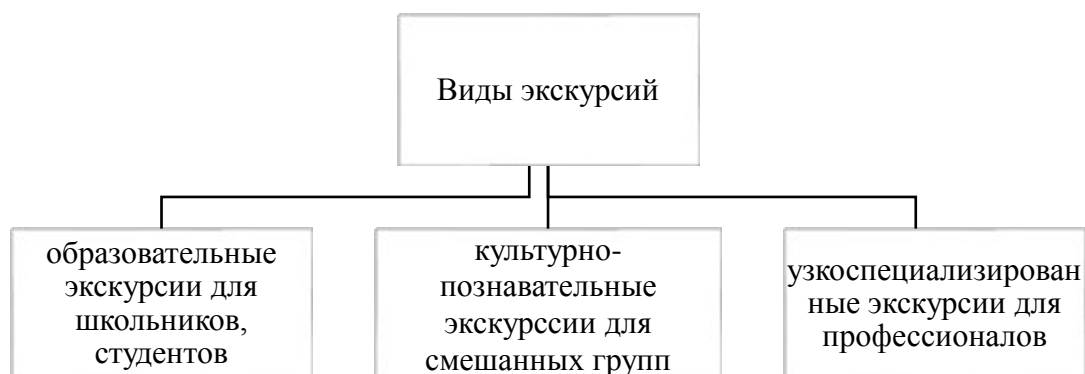 Виды экскурсий
образовательные
экскурсии для
школьников,
студентов
культурно-
познавательные
экскурссии для
смешанных групп
узкоспециализирован
ные экскурсии для
профессионалов